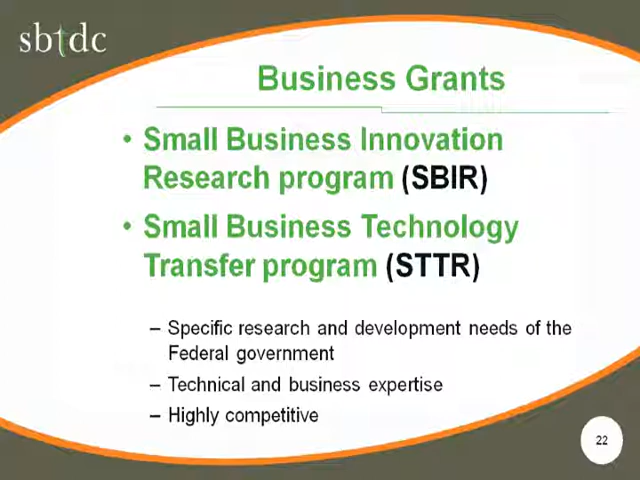 sbtdc
Business Grants
• Small Business Innovation
Research program (SBIR)
• Small Business Technology
Transfer program (STTR)
– Specific research and development needs of the
Federal government
– Technical and business expertise
– Highly competitive
22